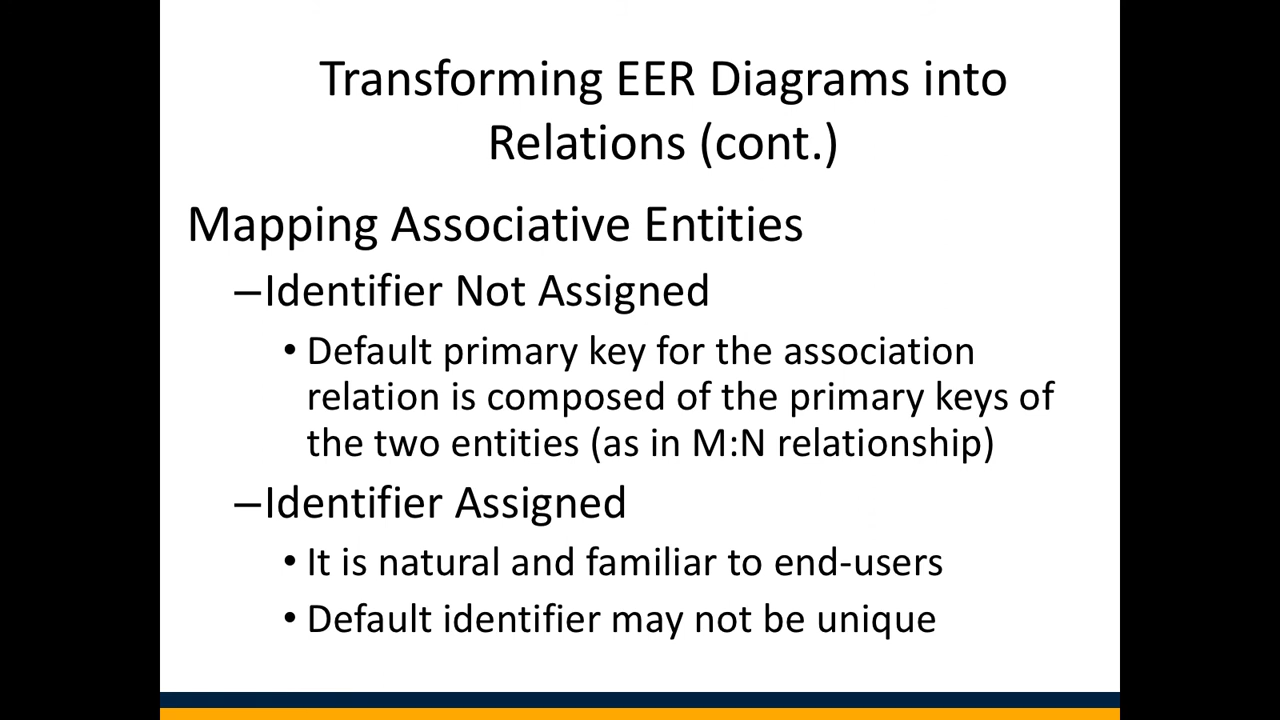 Transforming EER Diagrams into
Relations (cont.)
Mapping Associative Entities
–Identifier Not Assigned
• Default primary key for the association
relation is composed of the primary keys of
the two entities (as in M:N relationship)
–Identifier Assigned
• It is natural and familiar to end-users
• Default identifier may not be unique